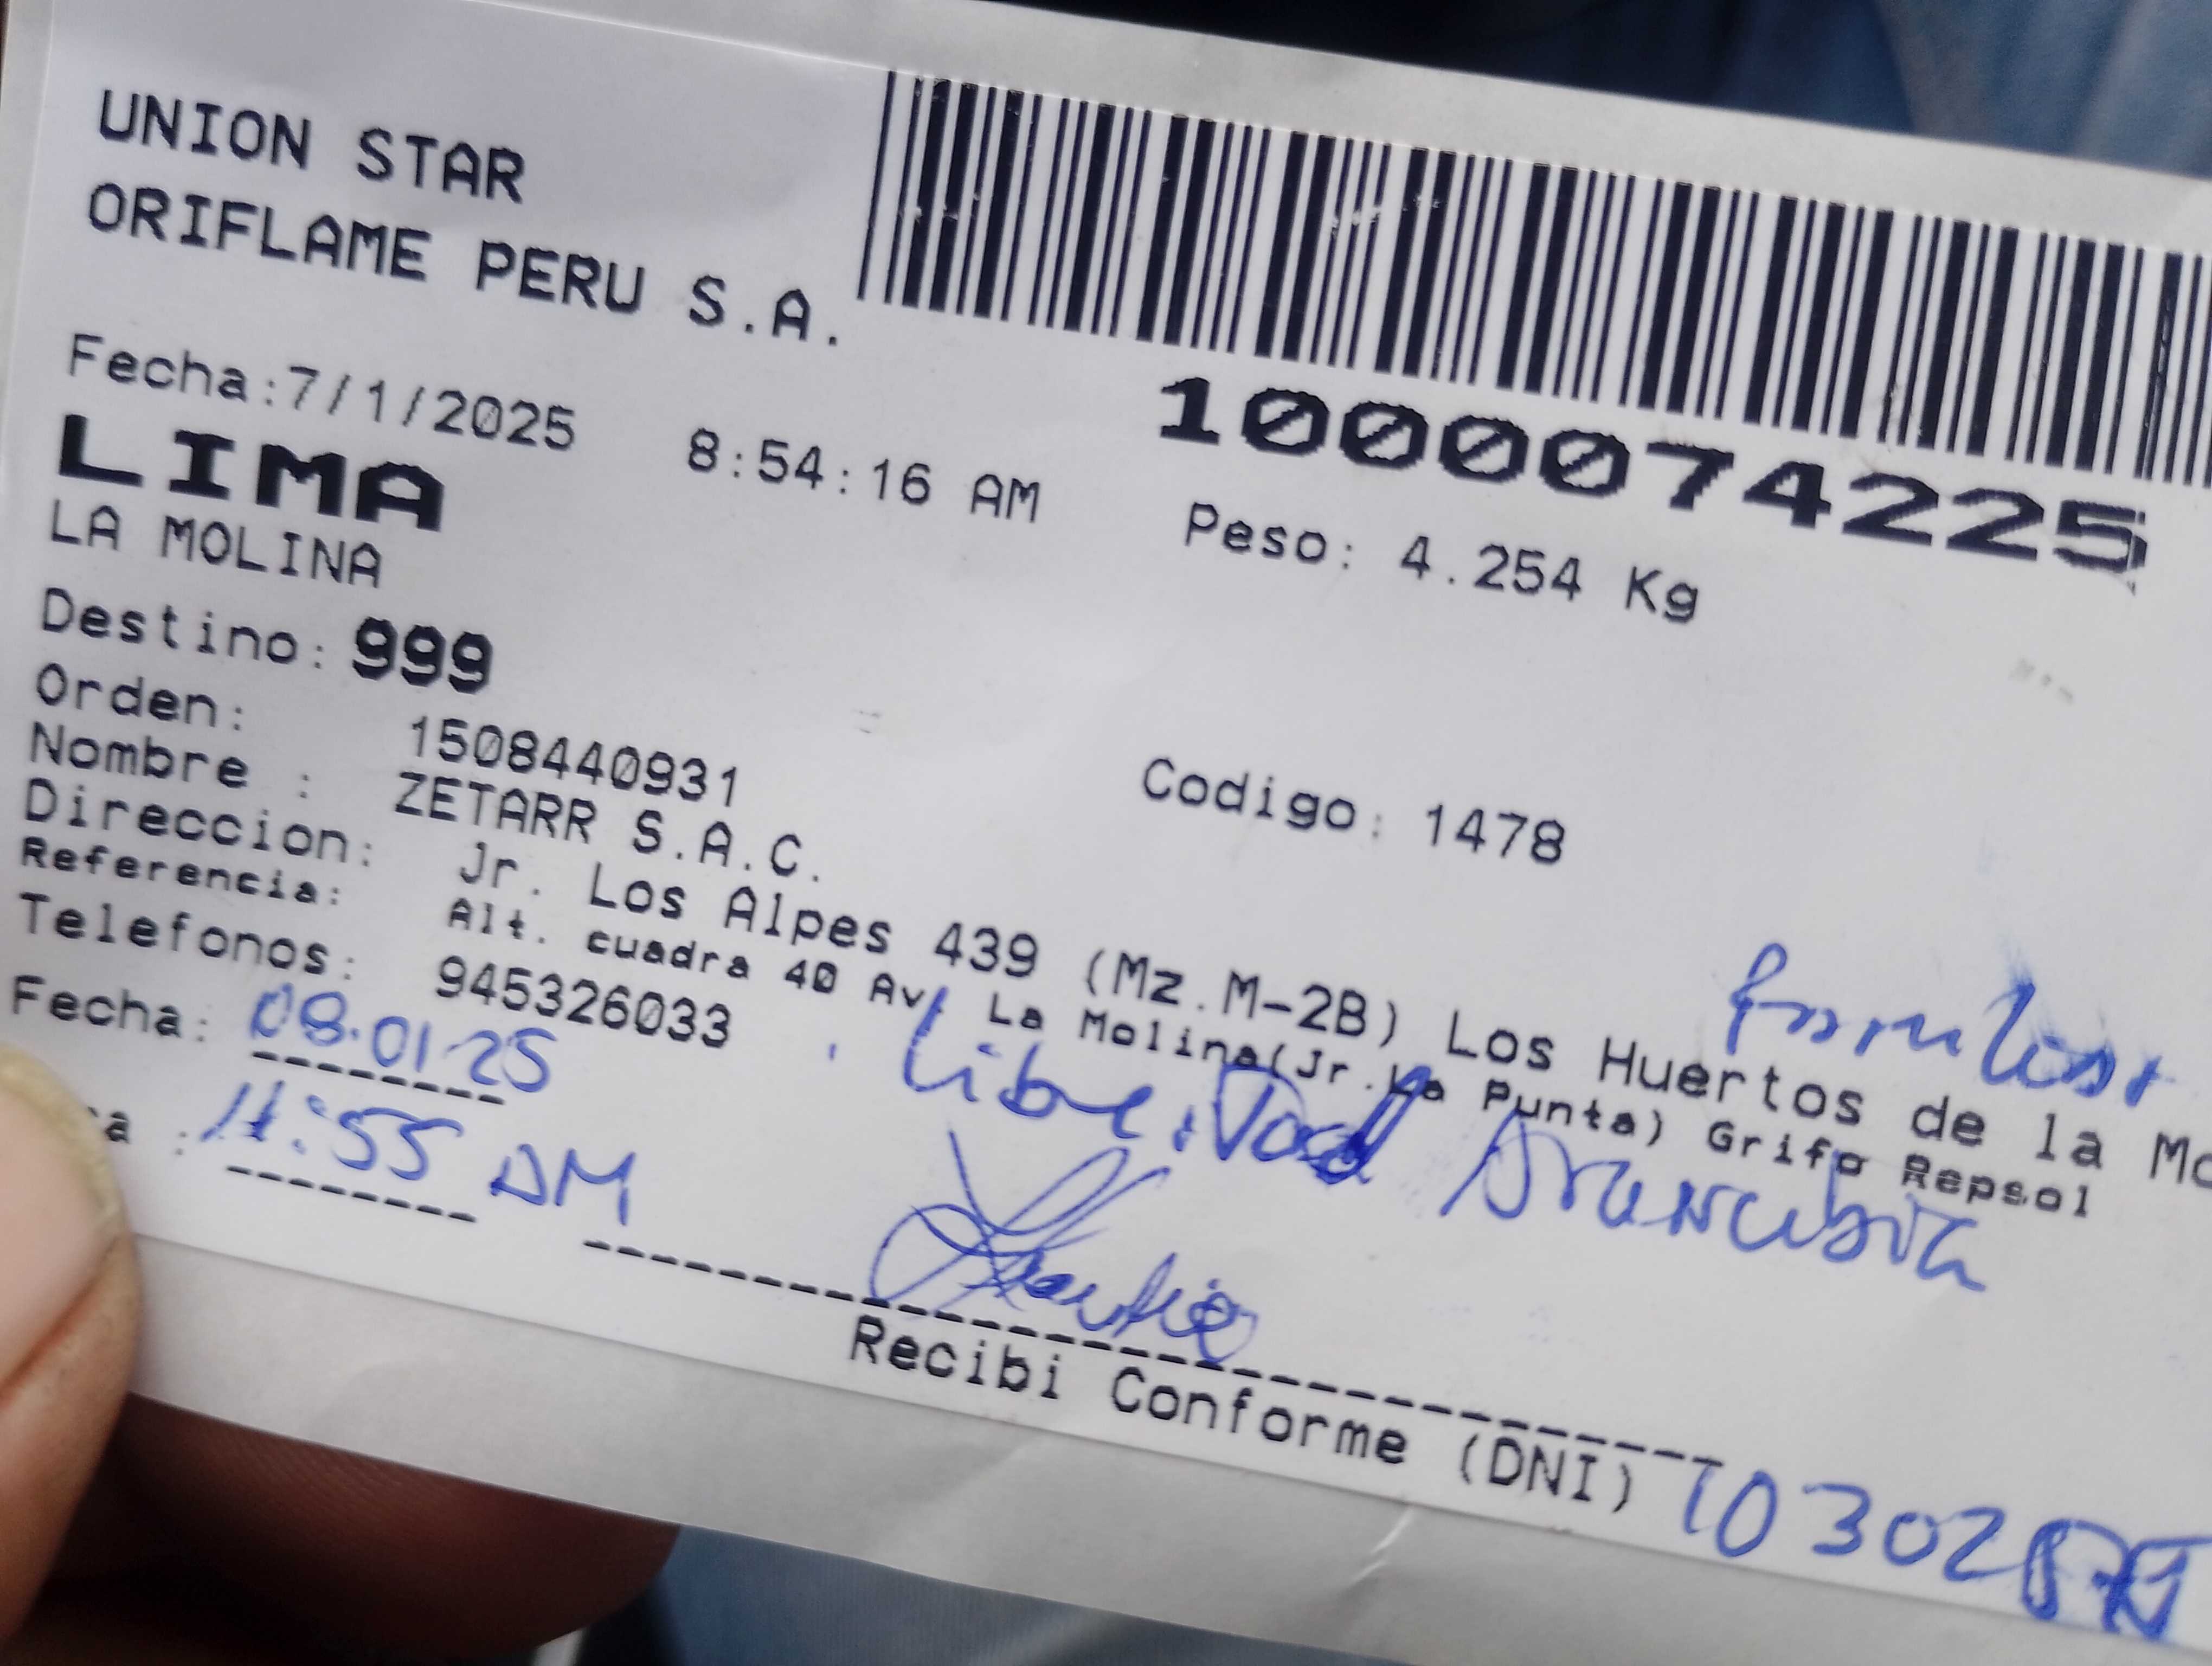 UNION STAR
ORIFLAME PERU S.A.
Fecha:7/1/2025 8:54:16 AM
1000074225
LIMA
Peso: 4.254 Kg
LA MOLINA
Destino: 999
Orden: 1508440931
Codigo: 1478
Nombre : ZETARR S.A.C.
Direccion: Jr. Los Alpes 439 (Mz.M-2B) Los Huertos de la Mo
Referencia: Alt. cuadra 40 Av. La Molina(Jr.La Punta) Grifo Repsol
Telefonos: 945326033
Fecha: 08.01.25
Libertad Arancibia
a : 11:55 AM
Recibi Conforme (DNI)